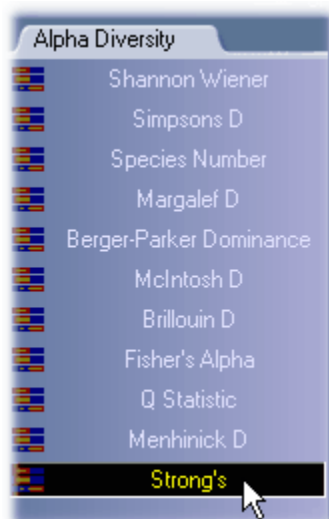 Alpha Diversity
Shannon Wiener
Simpsons D
Species Number
Margalef D
Berger-Parker Dominance
McIntosh D
Brillouin D
Fisher's Alpha
Q Statistic
Menhinick D
Strong's